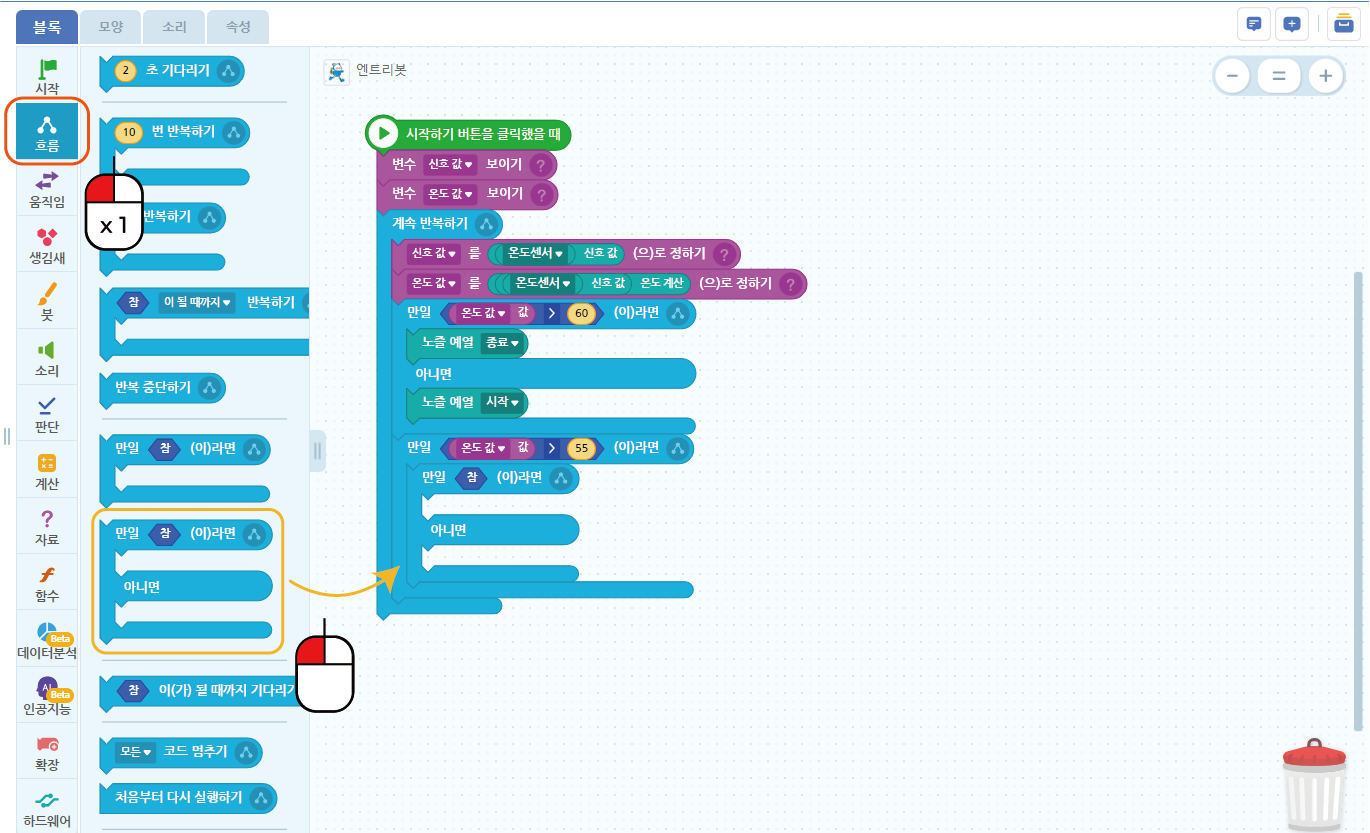 블록
모양
소리
속성
시작
흐름
움직임
생김새
붓
소리
판단
계산
자료
함수
데이터분석
Beta
인공지능
AI
Beta
확장
하드웨어
2 초 기다리기
10 번 반복하기
x1
반복하기
참 이 될 때까지 ▼ 반복하기
반복 중단하기
만일 참 (이)라면
만일 참 (이)라면
아니면
참 이(가) 될 때까지 기다리기
모든 ▼ 코드 멈추기
처음부터 다시 실행하기
엔트리봇
시작하기 버튼을 클릭했을 때
변수 신호 값 ▼ 보이기 ?
변수 온도 값 ▼ 보이기 ?
계속 반복하기
신호 값 ▼ 를 온도센서 ▼ 신호 값 (으)로 정하기 ?
온도 값 ▼ 를 온도센서 ▼ 신호 값 온도 계산 (으)로 정하기 ?
만일 온도 값 ▼ 값 > 60 (이)라면
노즐 예열 종료 ▼
아니면
노즐 예열 시작 ▼
만일 온도 값 ▼ 값 > 55 (이)라면
만일 참 (이)라면
아니면